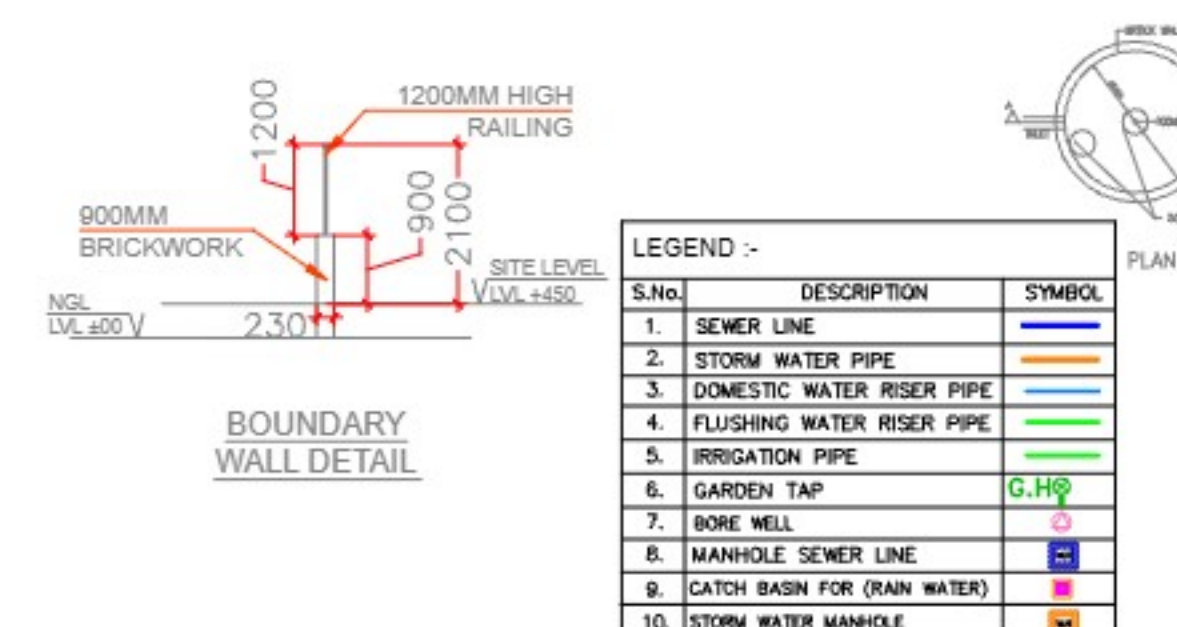 1200
1200MM HIGH
RAILING
900
2100
900MM
BRICKWORK
SITE LEVEL
LVL +450
NGL
LVL ±00
230
BOUNDARY
WALL DETAIL
PLAN
LEGEND :-
S.No. DESCRIPTION SYMBOL
1. SEWER LINE
2. STORM WATER PIPE
3. DOMESTIC WATER RISER PIPE
4. FLUSHING WATER RISER PIPE
5. IRRIGATION PIPE
6. GARDEN TAP G.H
7. BORE WELL
8. MANHOLE SEWER LINE
9. CATCH BASIN FOR (RAIN WATER)
10. STORM WATER MANHOLE